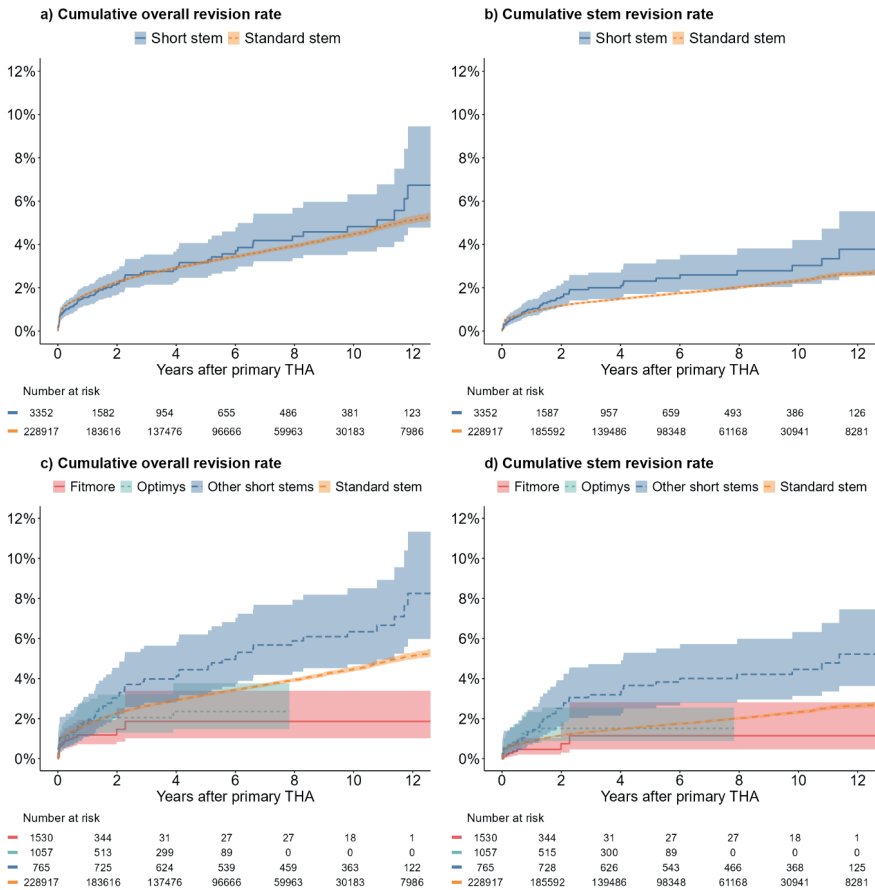 a) Cumulative overall revision rate
Short stem Standard stem
12%
10%
8%
6%
4%
2%
0%
0 2 4 6 8 10 12
Years after primary THA
Number at risk
3352 1582 954 655 486 381 123
228917 183616 137476 96666 59963 30183 7986
b) Cumulative stem revision rate
Short stem Standard stem
12%
10%
8%
6%
4%
2%
0%
0 2 4 6 8 10 12
Years after primary THA
Number at risk
3352 1587 957 659 493 386 126
228917 185592 139486 98348 61168 30941 8281
c) Cumulative overall revision rate
Fitmore Optimys Other short stems Standard stem
12%
10%
8%
6%
4%
2%
0%
0 2 4 6 8 10 12
Years after primary THA
Number at risk
1530 344 31 27 27 18 1
1057 513 299 89 0 0 0
765 725 624 539 459 363 122
228917 183616 137476 96666 59963 30183 7986
d) Cumulative stem revision rate
Fitmore Optimys Other short stems Standard stem
12%
10%
8%
6%
4%
2%
0%
0 2 4 6 8 10 12
Years after primary THA
Number at risk
1530 344 31 27 27 18 1
1057 515 300 89 0 0 0
765 728 626 543 466 368 125
228917 185592 139486 98348 61168 30941 8281